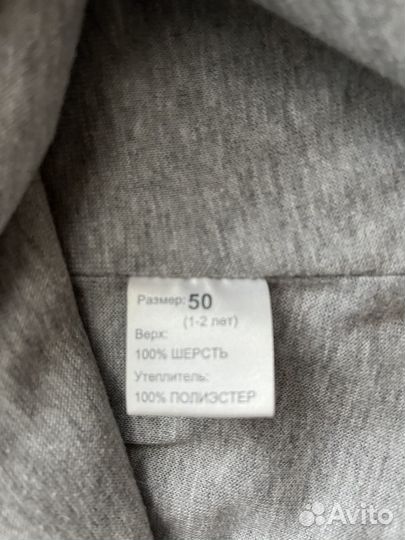 Размер: 50
(1-2 лет)
Верх:
100% ШЕРСТЬ
Утеплитель:
100% ПОЛИЭСТЕР
Avito